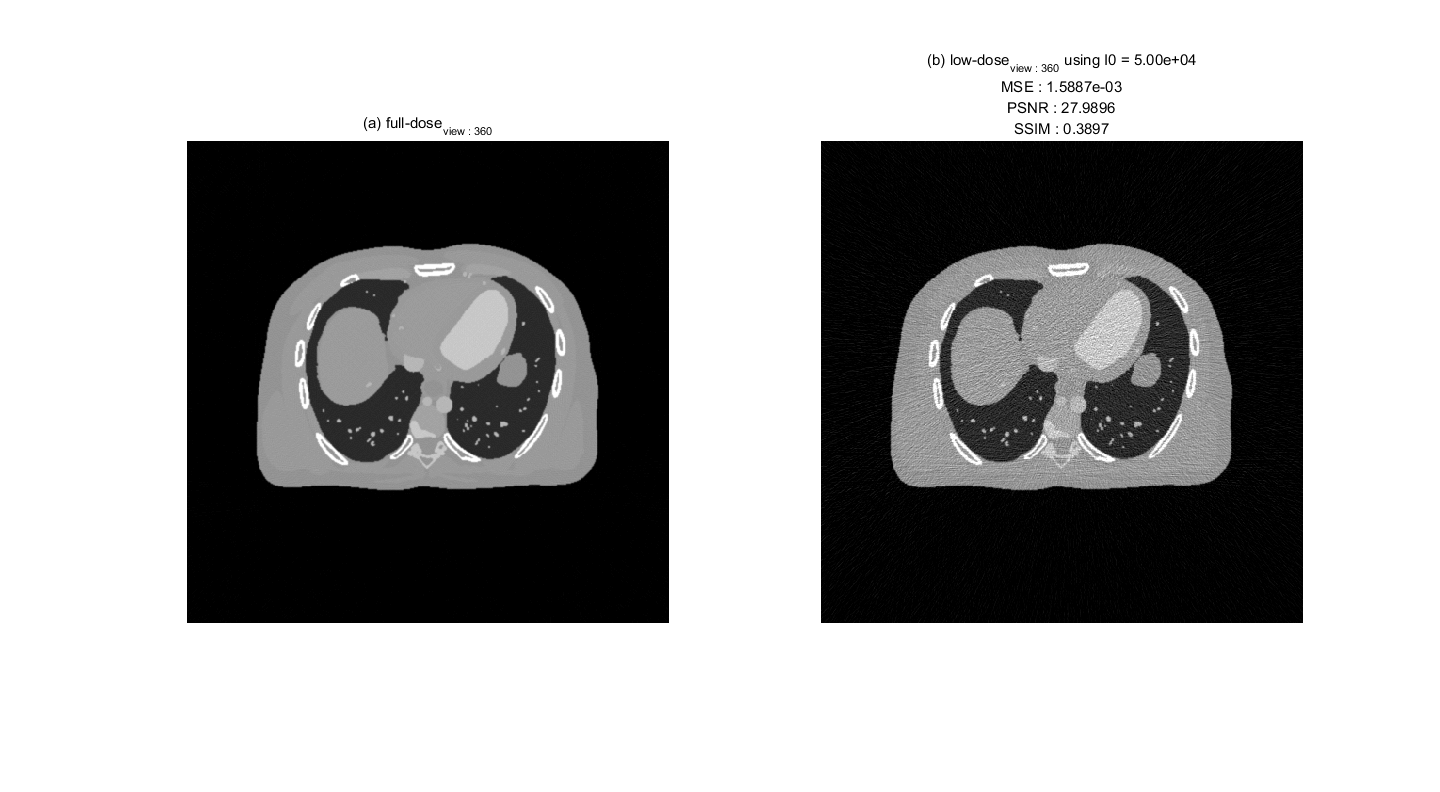 (a) full-dose view : 360
(b) low-dose view : 360 using I0 = 5.00e+04
MSE : 1.5887e-03
PSNR : 27.9896
SSIM : 0.3897